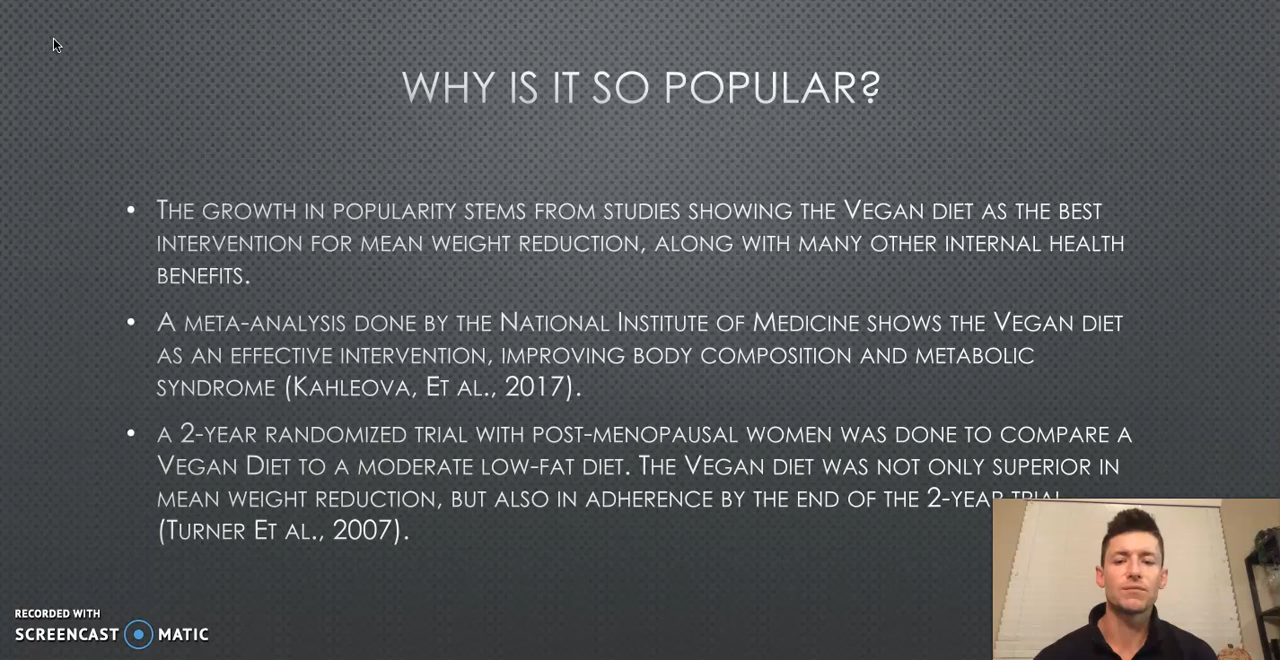 WHY IS IT SO POPULAR?
• THE GROWTH IN POPULARITY STEMS FROM STUDIES SHOWING THE VEGAN DIET AS THE BEST
INTERVENTION FOR MEAN WEIGHT REDUCTION, ALONG WITH MANY OTHER INTERNAL HEALTH
BENEFITS.
• A META-ANALYSIS DONE BY THE NATIONAL INSTITUTE OF MEDICINE SHOWS THE VEGAN DIET
AS AN EFFECTIVE INTERVENTION, IMPROVING BODY COMPOSITION AND METABOLIC
SYNDROME (KAHLEOVA, ET AL., 2017).
• A 2-YEAR RANDOMIZED TRIAL WITH POST-MENOPAUSAL WOMEN WAS DONE TO COMPARE A
VEGAN DIET TO A MODERATE LOW-FAT DIET. THE VEGAN DIET WAS NOT ONLY SUPERIOR IN
MEAN WEIGHT REDUCTION, BUT ALSO IN ADHERENCE BY THE END OF THE 2-YEAR TRIAL
(TURNER ET AL., 2007).
RECORDED WITH
SCREENCAST MATIC